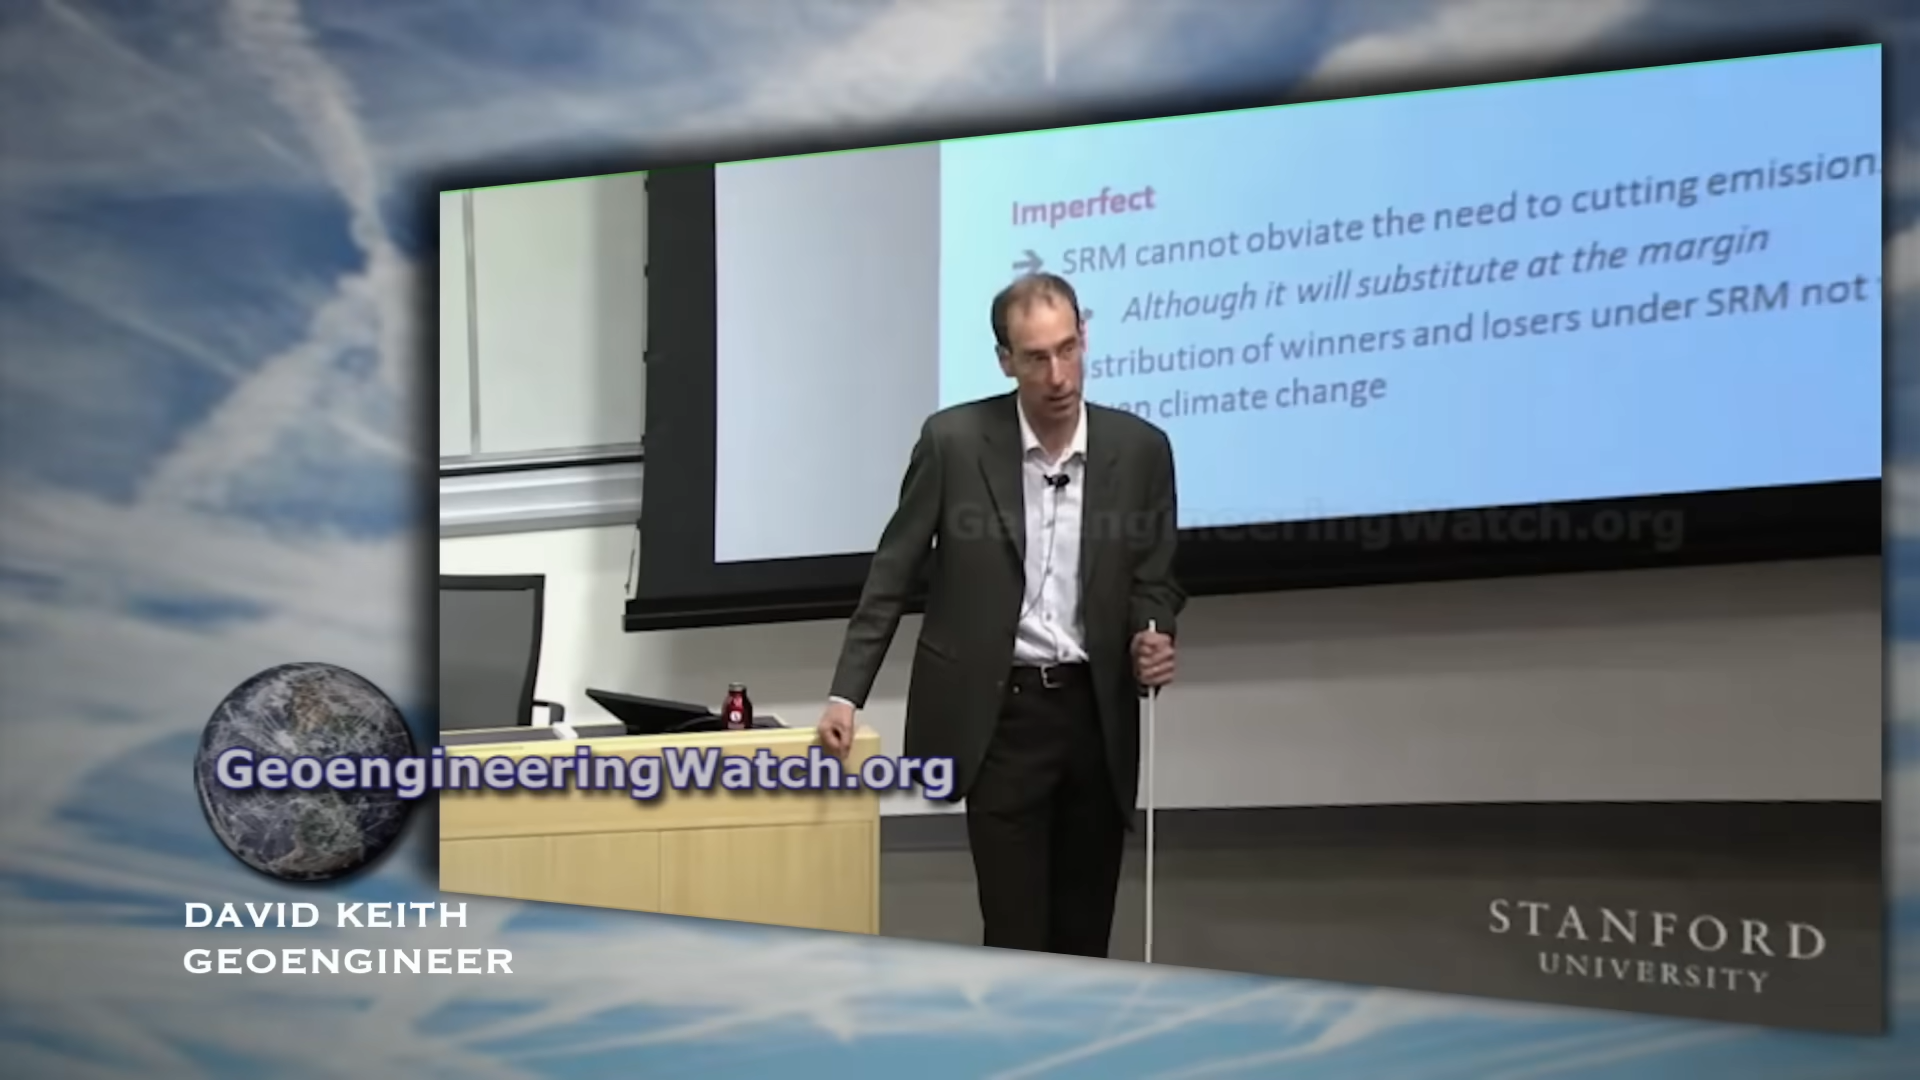 Imperfect
SRM cannot obviate the need to cutting emission
Although it will substitute at the margin
stribution of winners and losers under SRM not
en climate change
GeoengineeringWatch.org
GeoengineeringWatch.org
DAVID KEITH
GEOENGINEER
STANFORD
UNIVERSITY